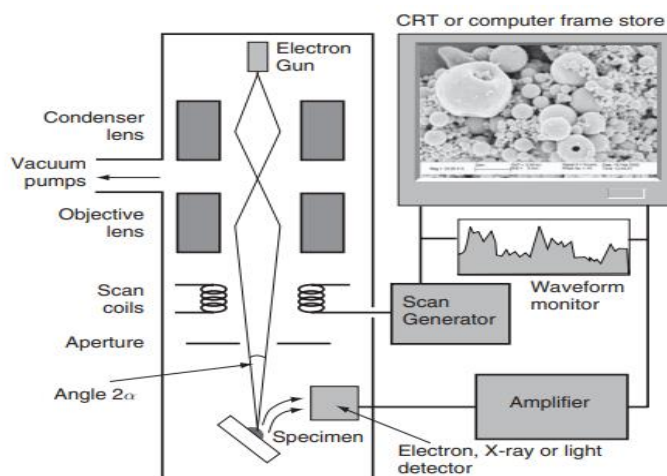 CRT or computer frame store
Electron
Gun
Condenser
lens
Vacuum
pumps
Objective
lens
Scan
coils
Aperture
Angle 2α
Specimen
Scan
Generator
Waveform
monitor
Amplifier
Electron, X-ray or light
detector